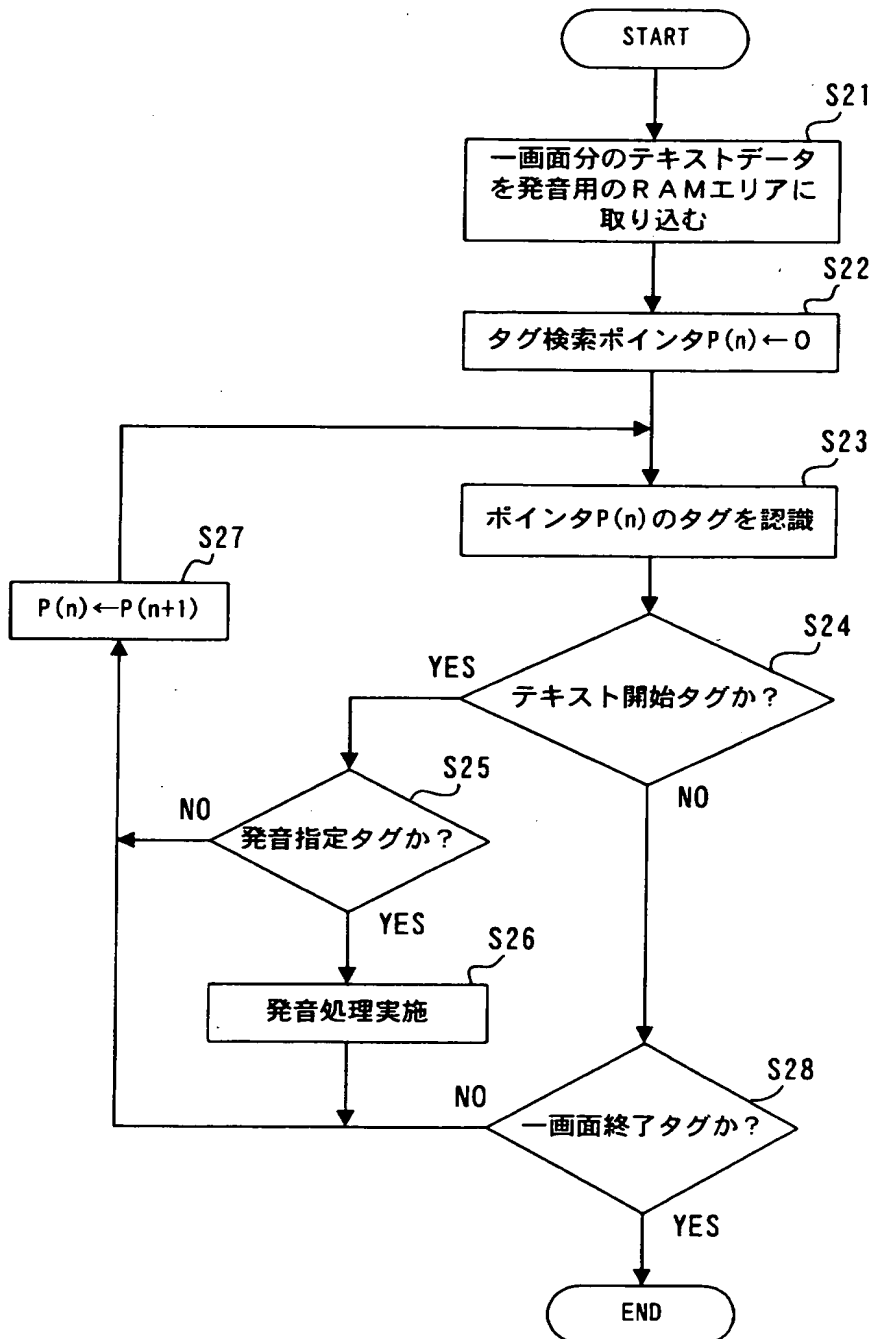 START
S21
一画面分のテキストデータ
を発音用のRAMエリアに
取り込む
S22
タグ検索ポインタP(n)←0
S23
ポインタP(n)のタグを認識
S27
P(n)←P(n+1)
S24
テキスト開始タグか?
YES
NO
S25
発音指定タグか?
NO
YES
S26
発音処理実施
S28
一画面終了タグか?
NO
YES
END